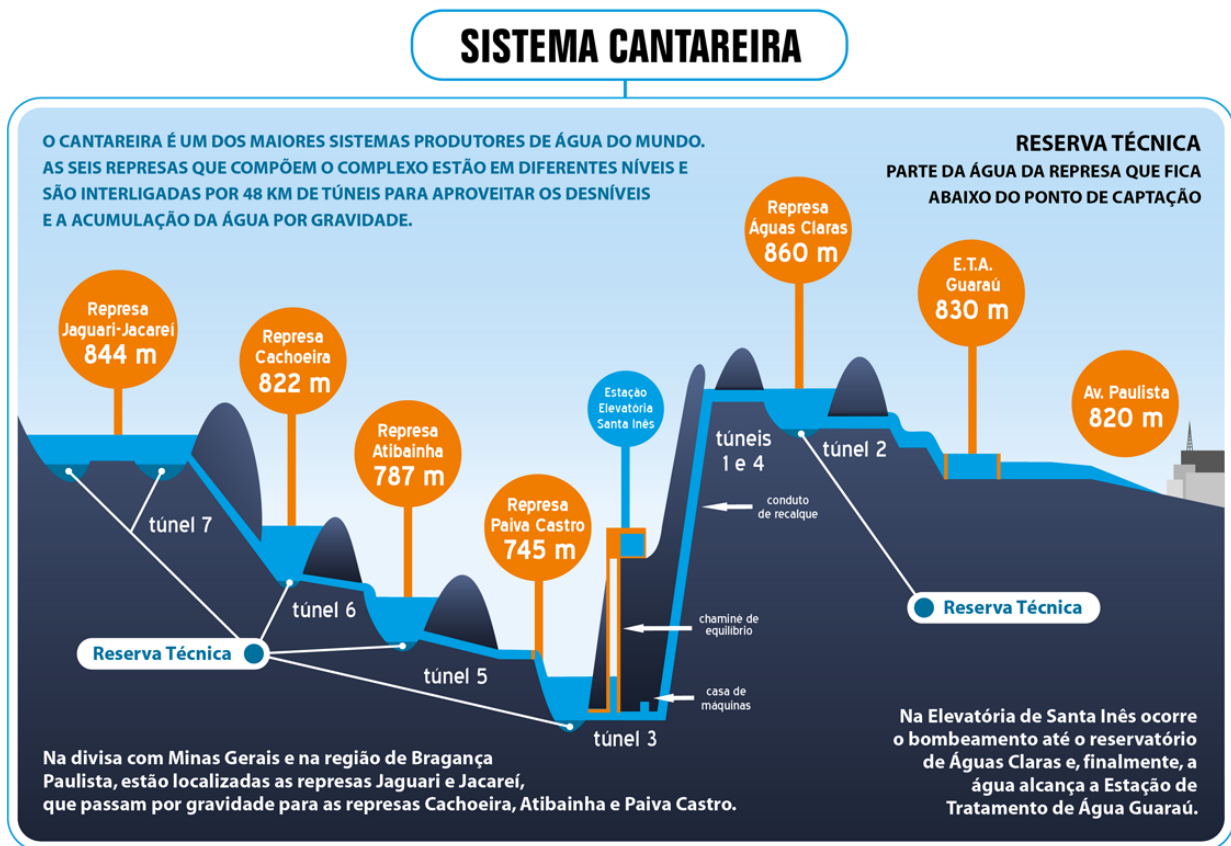 SISTEMA CANTAREIRA
O CANTAREIRA É UM DOS MAIORES SISTEMAS PRODUTORES DE ÁGUA DO MUNDO.
AS SEIS REPRESAS QUE COMPÕEM O COMPLEXO ESTÃO EM DIFERENTES NÍVEIS E
SÃO INTERLIGADAS POR 48 KM DE TÚNEIS PARA APROVEITAR OS DESNÍVEIS
E A ACUMULAÇÃO DA ÁGUA POR GRAVIDADE.
RESERVA TÉCNICA
PARTE DA ÁGUA DA REPRESA QUE FICA
ABAIXO DO PONTO DE CAPTAÇÃO
Represa
Jaguari-Jacareí
844 m
Represa
Cachoeira
822 m
Represa
Atibainha
787 m
Represa
Paiva Castro
745 m
Estação
Elevatória
Santa Inês
Represa
Águas Claras
860 m
E.T.A.
Guaraú
830 m
Av. Paulista
820 m
túnel 7
túnel 6
túnel 5
túnel 3
túneis
1 e 4
túnel 2
conduto
de recalque
chaminé de
equilíbrio
casa de
máquinas
Reserva Técnica
Reserva Técnica
Na divisa com Minas Gerais e na região de Bragança
Paulista, estão localizadas as represas Jaguari e Jacareí,
que passam por gravidade para as represas Cachoeira, Atibainha e Paiva Castro.
Na Elevatória de Santa Inês ocorre
o bombeamento até o reservatório
de Águas Claras e, finalmente, a
água alcança a Estação de
Tratamento de Água Guaraú.